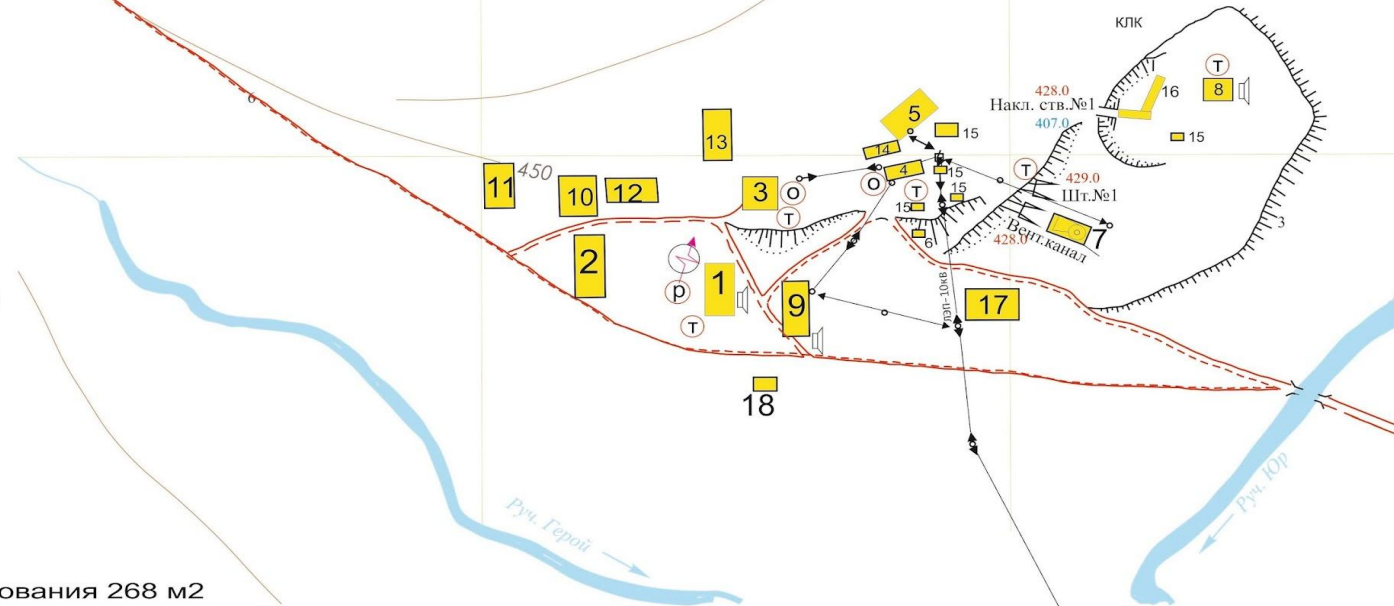 КЛК
Т
8
428.0
16
Накл. ств.№1
407.0
15
6
5
15
13
14
450
11
10
12
3
О
О
4
15
Т
Т
15
15
429.0
Шт.№1
Т
6
Вент.канал
428.0
7
3
2
1
р
Т
9
ЛЭП-10кв
17
18
Руч. Герой
Руч. Юр
ования 268 м2